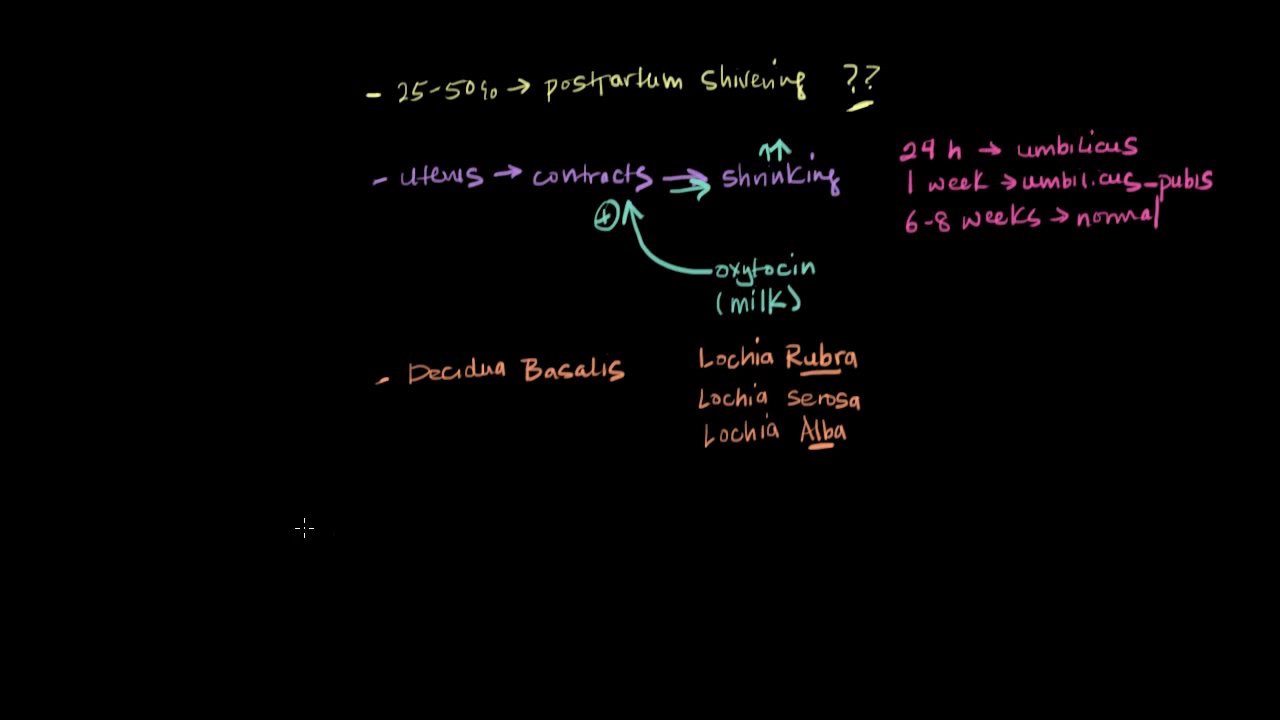 - 25-50% → postpartum shivering ??
- uterus → contracts → shrinking
24 h → umbilicus
1 week → umbilicus-pubis
6-8 weeks → normal
+
oxytocin
(milk)
- Decidua Basalis
Lochia Rubra
Lochia serosa
Lochia Alba